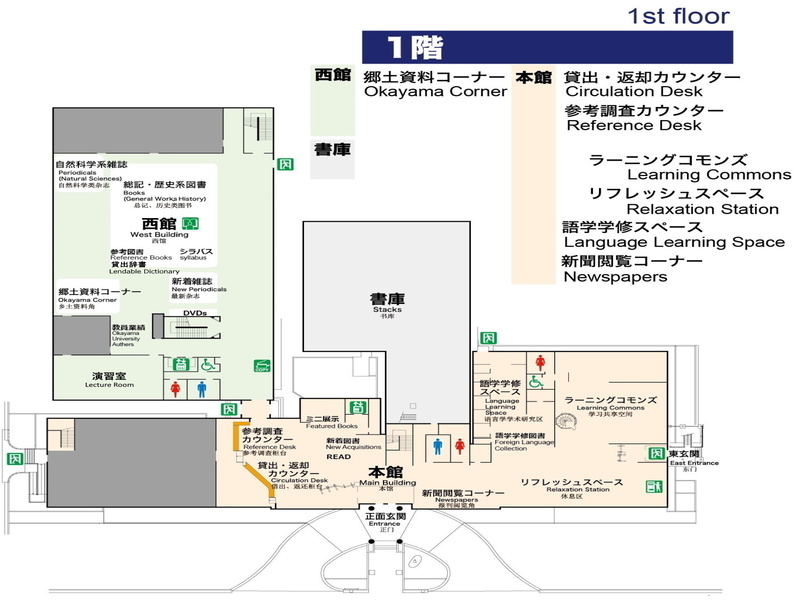 1st floor
1階
西館
郷土資料コーナー
Okayama Corner
書庫
本館
貸出・返却カウンター
Circulation Desk
参考調査カウンター
Reference Desk
ラーニングコモンズ
Learning Commons
リフレッシュスペース
Relaxation Station
語学学修スペース
Language Learning Space
新聞閲覧コーナー
Newspapers
自然科学系雑誌
Periodicals
(Natural Sciences)
自然科学类杂志
総記・歴史系図書
Books
(General Works History)
总记、历史类图书
西館
West Building
西馆
参考図書
Reference Books
シラバス
syllabus
貸出辞書
Lendable Dictionary
郷土資料コーナー
Okayama Corner
乡土资料角
新着雑誌
New Periodicals
最新杂志
DVDs
教員業績
Okayama
University
Authers
演習室
Lecture Room
書庫
Stacks
书库
ミニ展示
Featured Books
新着図書
New Acquisitions
READ
参考調査
カウンター
Reference Desk
参考调查柜台
貸出・返却
カウンター
Circulation Desk
借出、返还柜台
本館
Main Building
本馆
語学学修
スペース
Language
Learning
Space
语言学学术研究区
語学学修図書
Foreign Language
Collection
ラーニングコモンズ
Learning Commons
学习共享空间
新聞閲覧コーナー
Newspapers
报刊阅览角
リフレッシュスペース
Relaxation Station
休息区
東玄関
East Entrance
东门
正面玄関
Entrance
正门